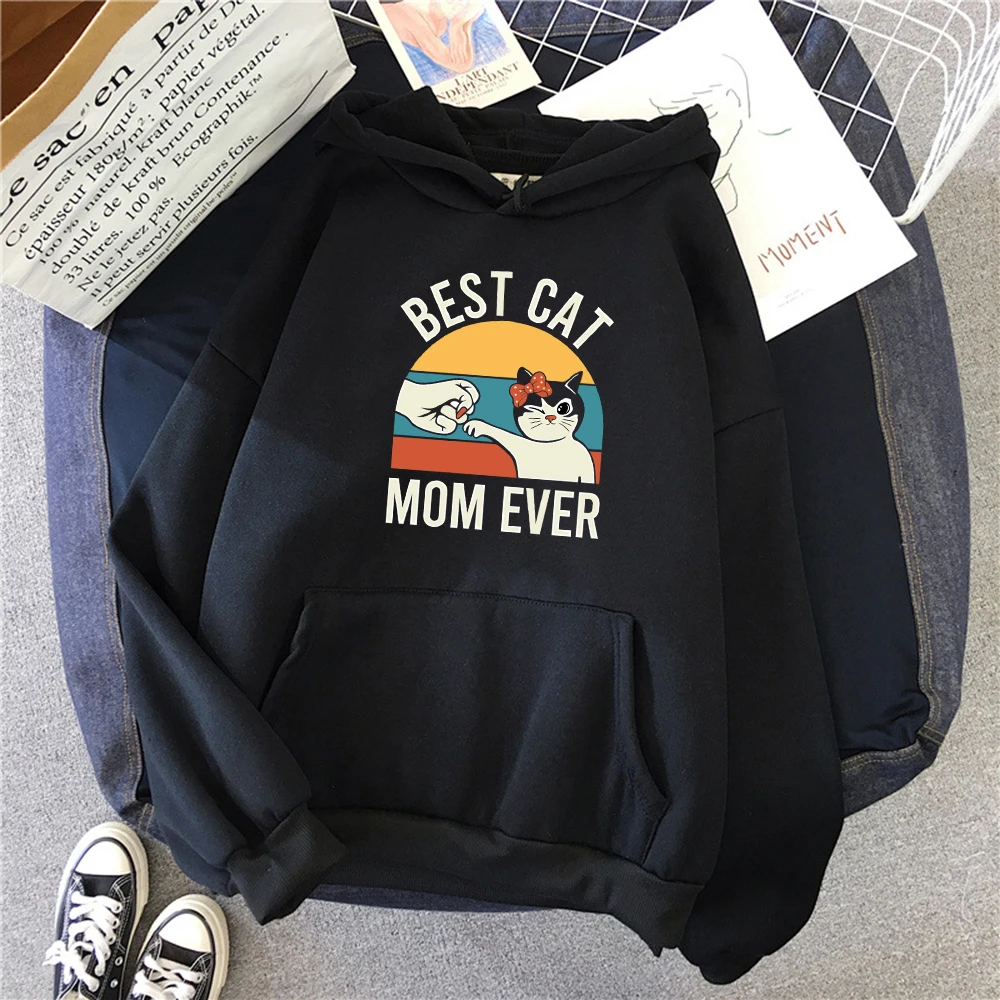 Le sac en pap
Ce sac est fabriqué à partir de
épaisseur 180g/m²; papier végétal.
100 % naturel, kraft blanc
doublé de kraft brun Contenance
33 litres. 100 % Ecographik.™
Ne le jetez pas,
il peut servir plusieurs fois.
L'ART
INDÉPENDANT
MOMENT
BEST CAT
MOM EVER